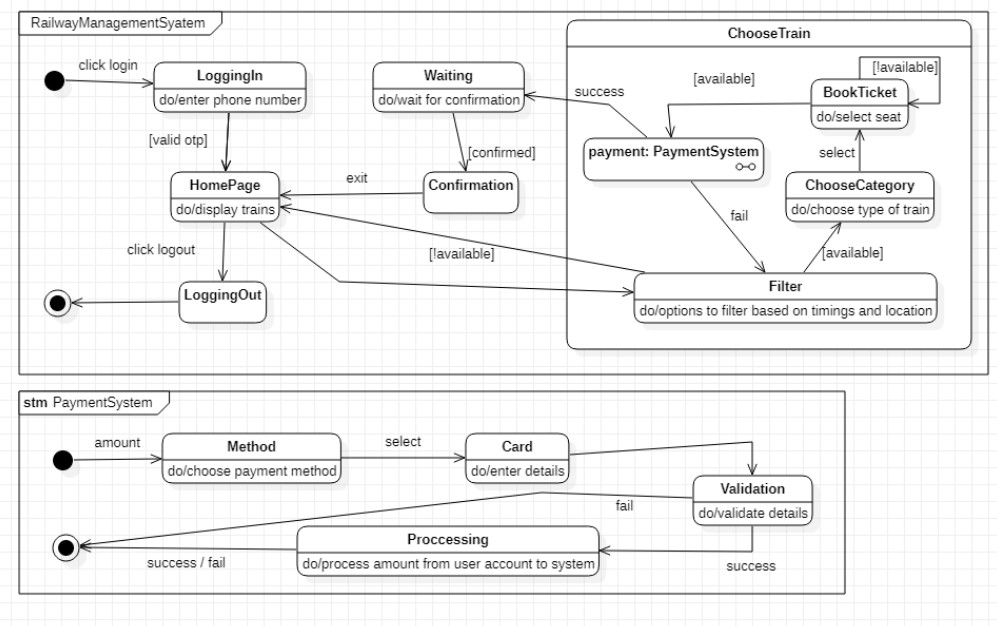 RailwayManagementSyatem
ChooseTrain
click login
LoggingIn
do/enter phone number
Waiting
do/wait for confirmation
success
[available]
[!available]
BookTicket
do/select seat
[valid otp]
[confirmed]
payment: PaymentSystem
select
HomePage
do/display trains
exit
Confirmation
ChooseCategory
do/choose type of train
fail
click logout
[!available]
[available]
LoggingOut
Filter
do/options to filter based on timings and location
stm PaymentSystem
amount
Method
do/choose payment method
select
Card
do/enter details
Validation
do/validate details
fail
Proccessing
do/process amount from user account to system
success / fail
success